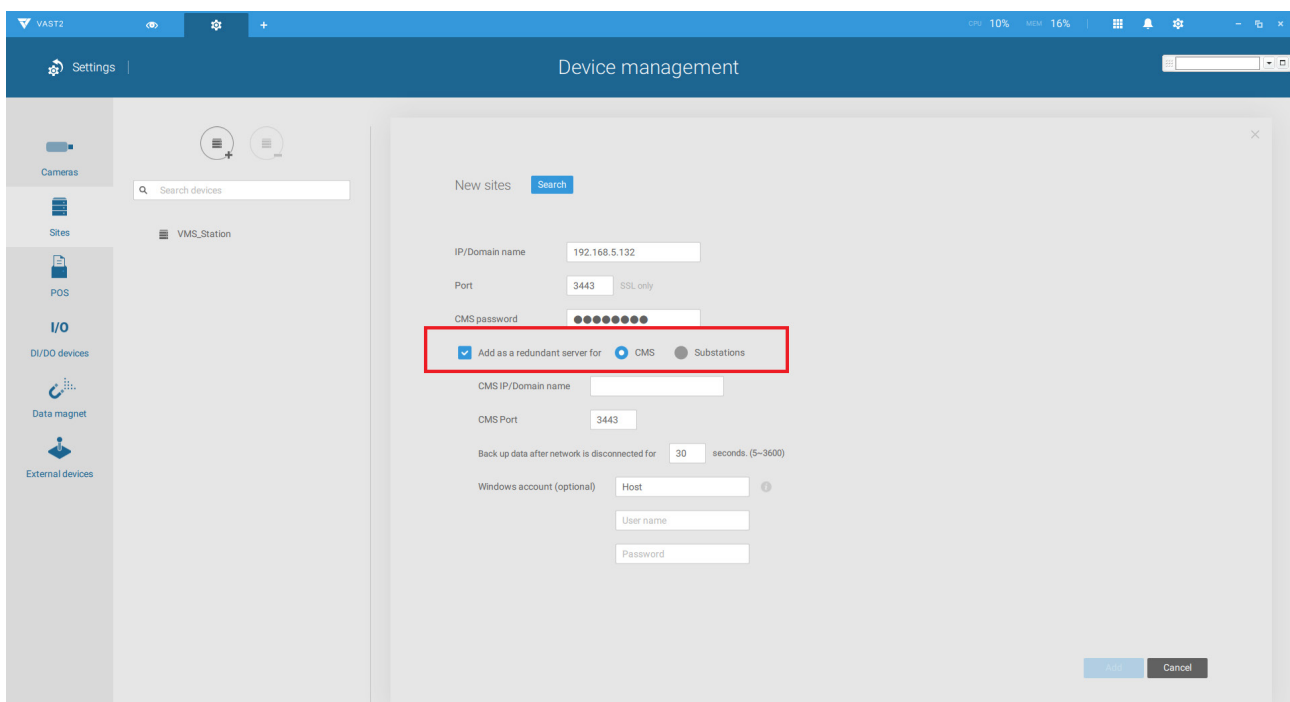 VAST2
+
CPU 10% MEM 16%
Settings
Device management
Cameras
Sites
POS
I/O
DI/DO devices
Data magnet
External devices
Search devices
VMS_Station
New sites Search
IP/Domain name 192.168.5.132
Port 3443 SSL only
CMS password
Add as a redundant server for CMS Substations
CMS IP/Domain name
CMS Port 3443
Back up data after network is disconnected for 30 seconds. (5~3600)
Windows account (optional) Host
User name
Password
Add Cancel